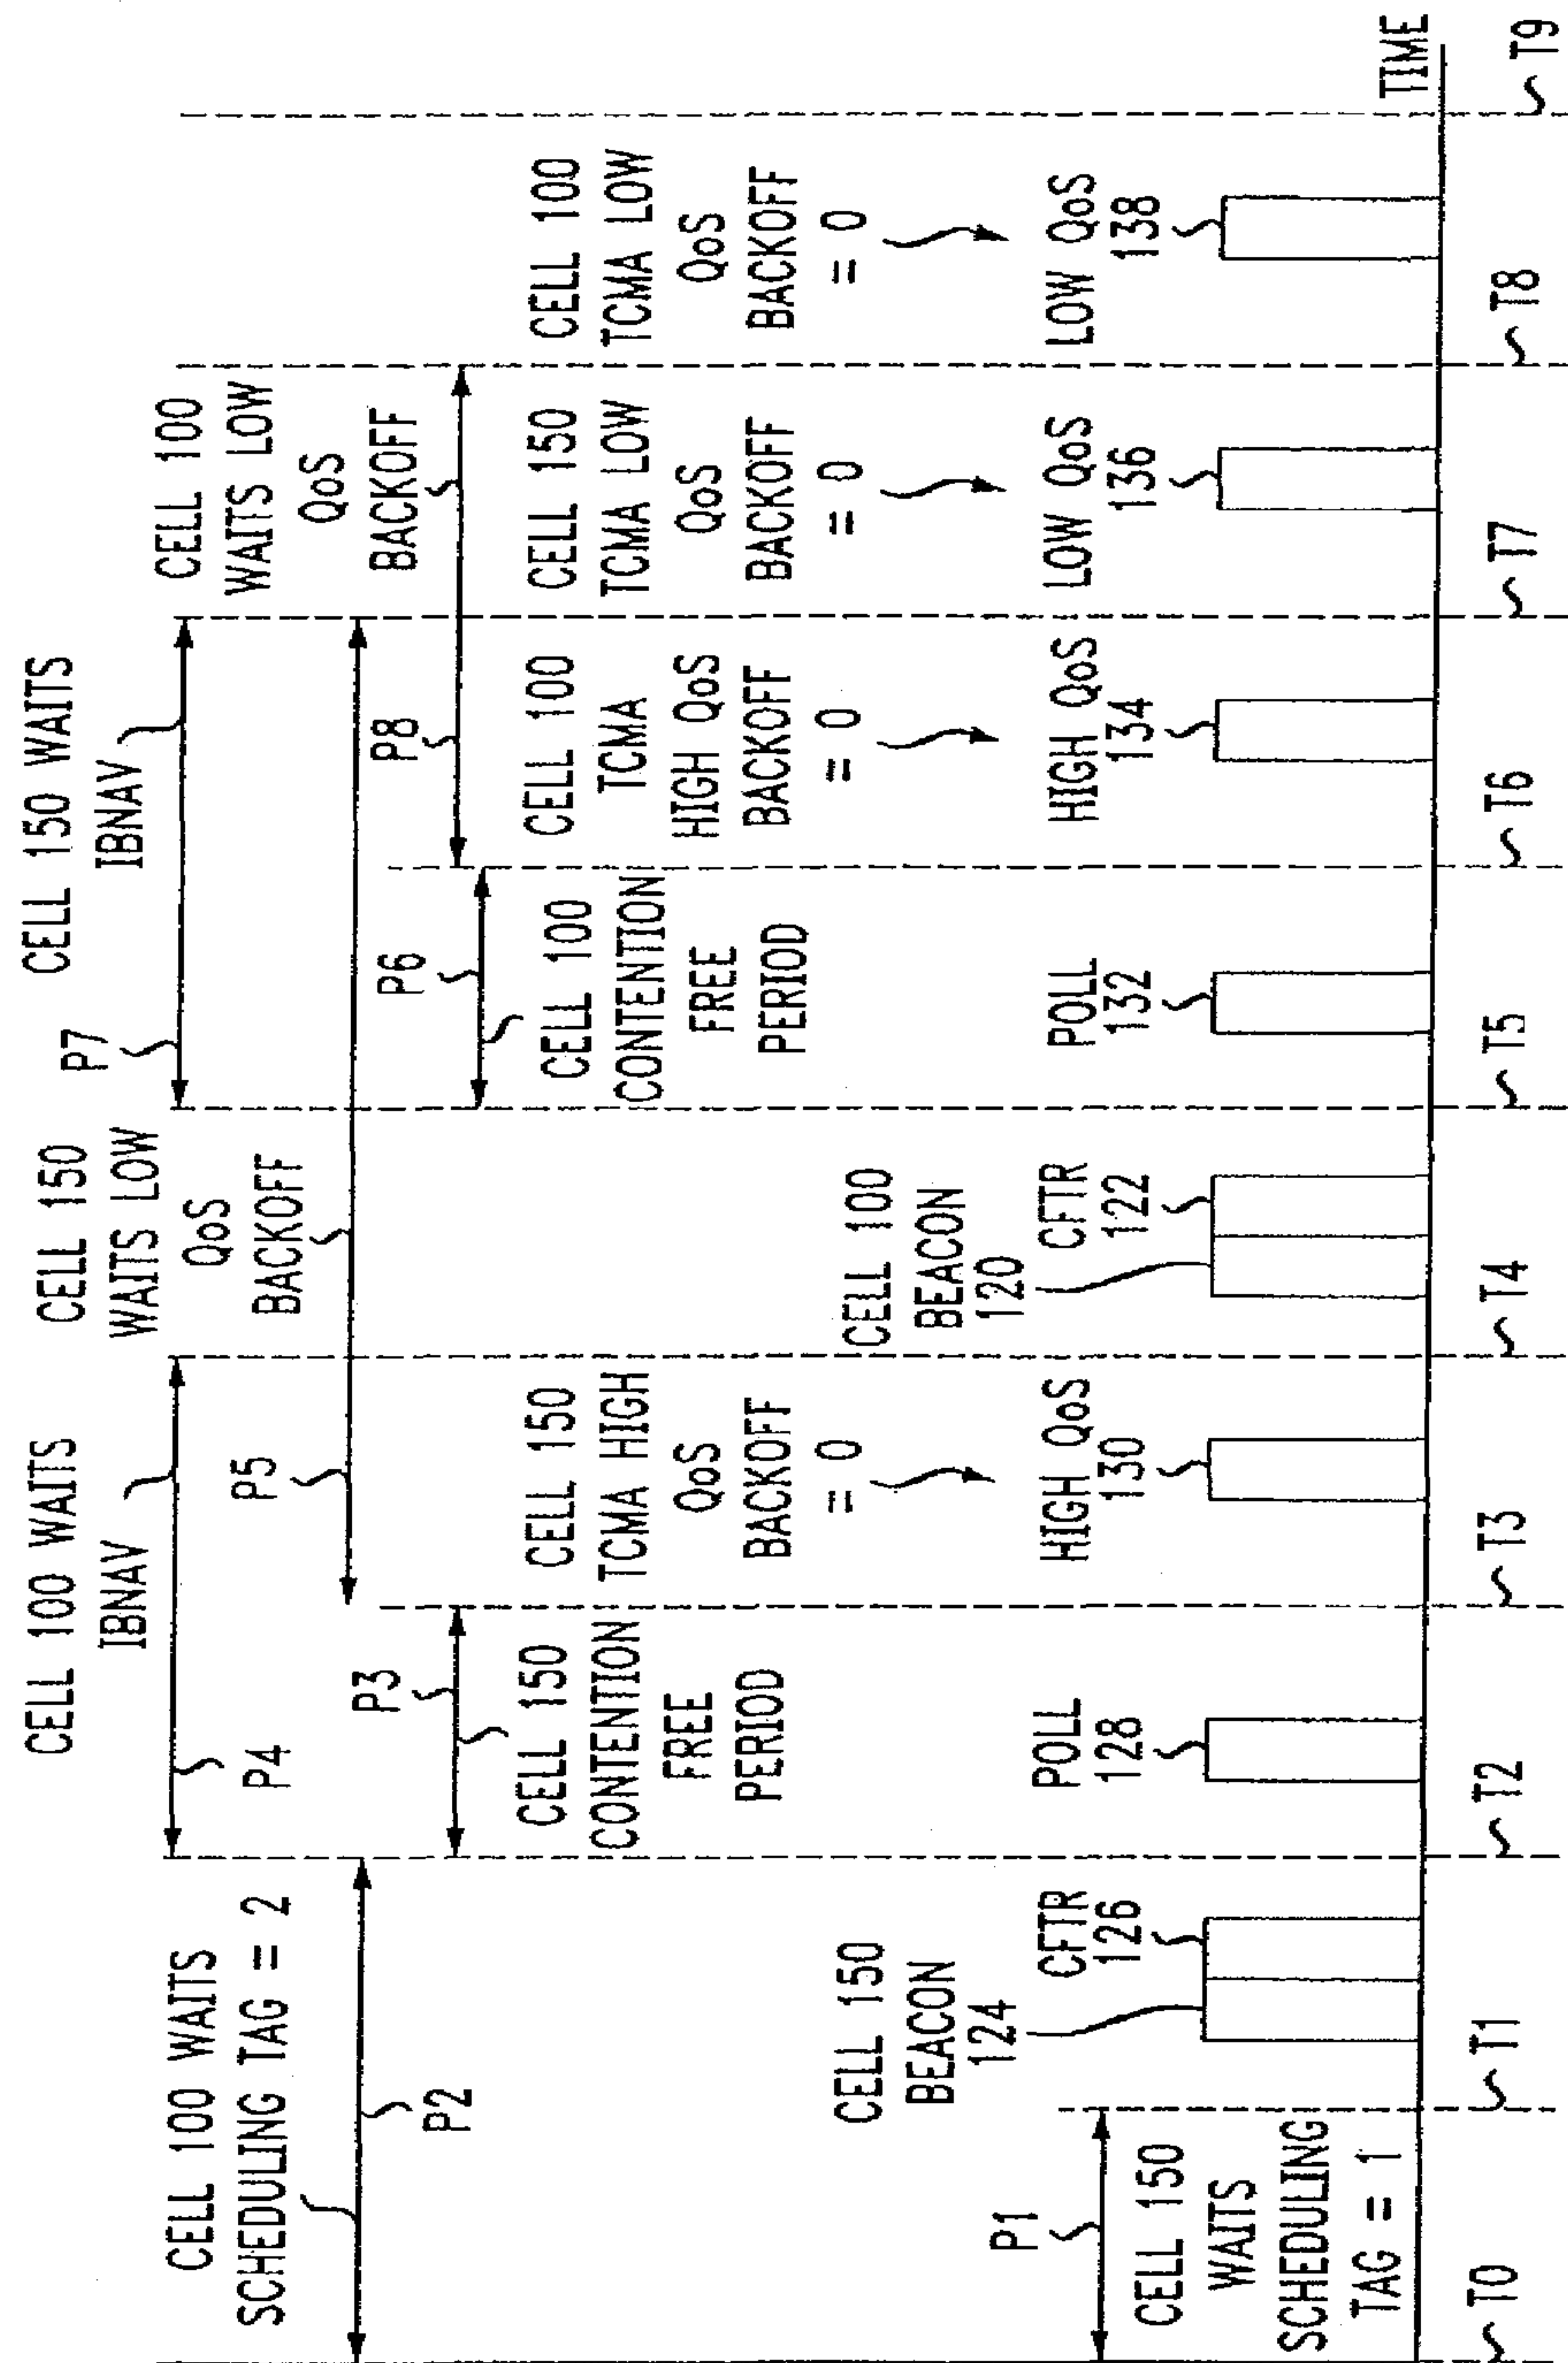 CELL 100 WAITS
SCHEDULING TAG = 2
P2
P1
CELL 150
WAITS
SCHEDULING
TAG = 1
CELL 150
BEACON
124
CFTR
126
CELL 100 WAITS
IBNAV
P4
P3
CELL 150
CONTENTION
FREE
PERIOD
POLL
128
P5
CELL 150
TCMA HIGH
QoS
BACKOFF
= 0
HIGH QoS
130
CELL 150
WAITS LOW
QoS
BACKOFF
CELL 100
BEACON
120
CFTR
122
P7
CELL 150 WAITS
IBNAV
P6
CELL 100
CONTENTION
FREE
PERIOD
POLL
132
P8
CELL 100
TCMA
HIGH QoS
BACKOFF
= 0
HIGH QoS
134
CELL 100
WAITS LOW
QoS
BACKOFF
CELL 150
TCMA LOW
QoS
BACKOFF
= 0
LOW QoS
136
CELL 100
TCMA LOW
QoS
BACKOFF
= 0
LOW QoS
138
TIME
T0
T1
T2
T3
T4
T5
T6
T7
T8
T9